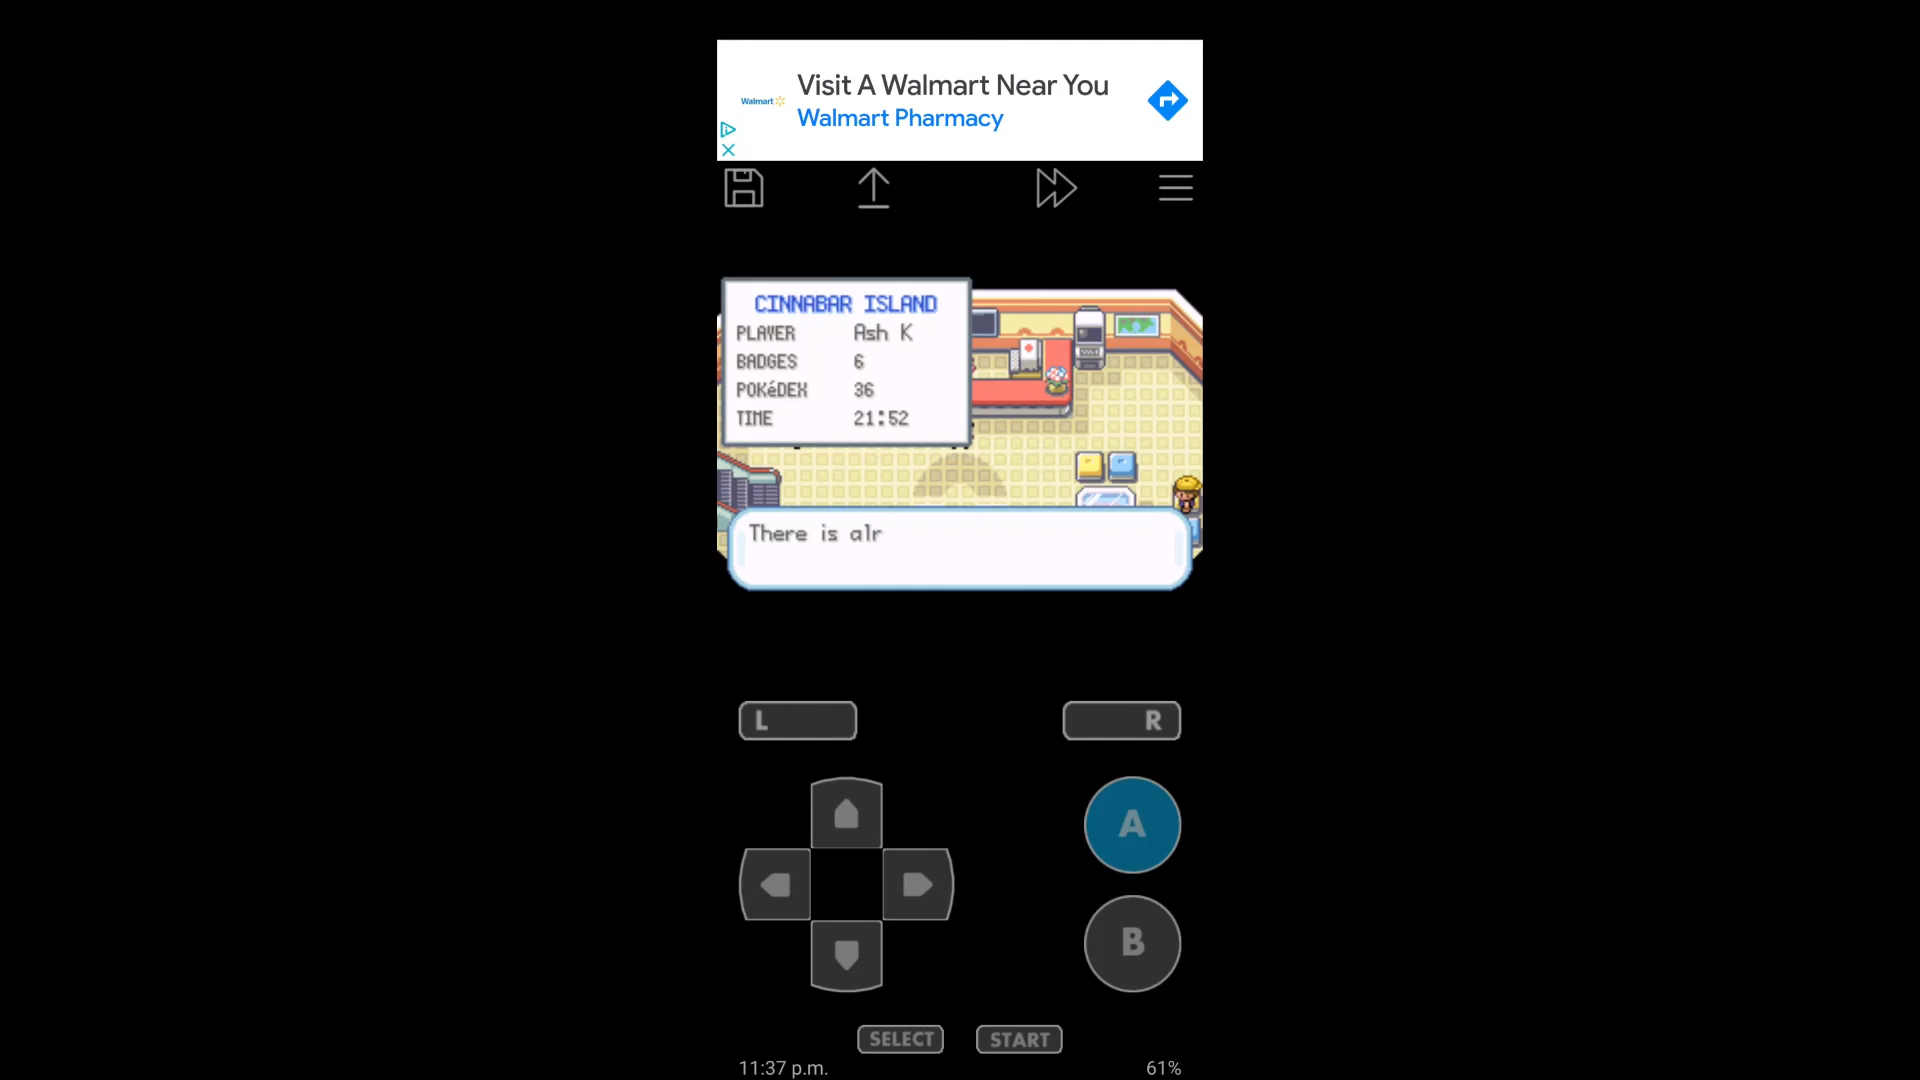 Visit A Walmart Near You
Walmart
Walmart Pharmacy
CINNABAR ISLAND
PLAYER Ash K
BADGES 6
POKéDEX 36
TIME 21:52
There is alr
L
R
A
B
SELECT
START
11:37 p.m.
61%